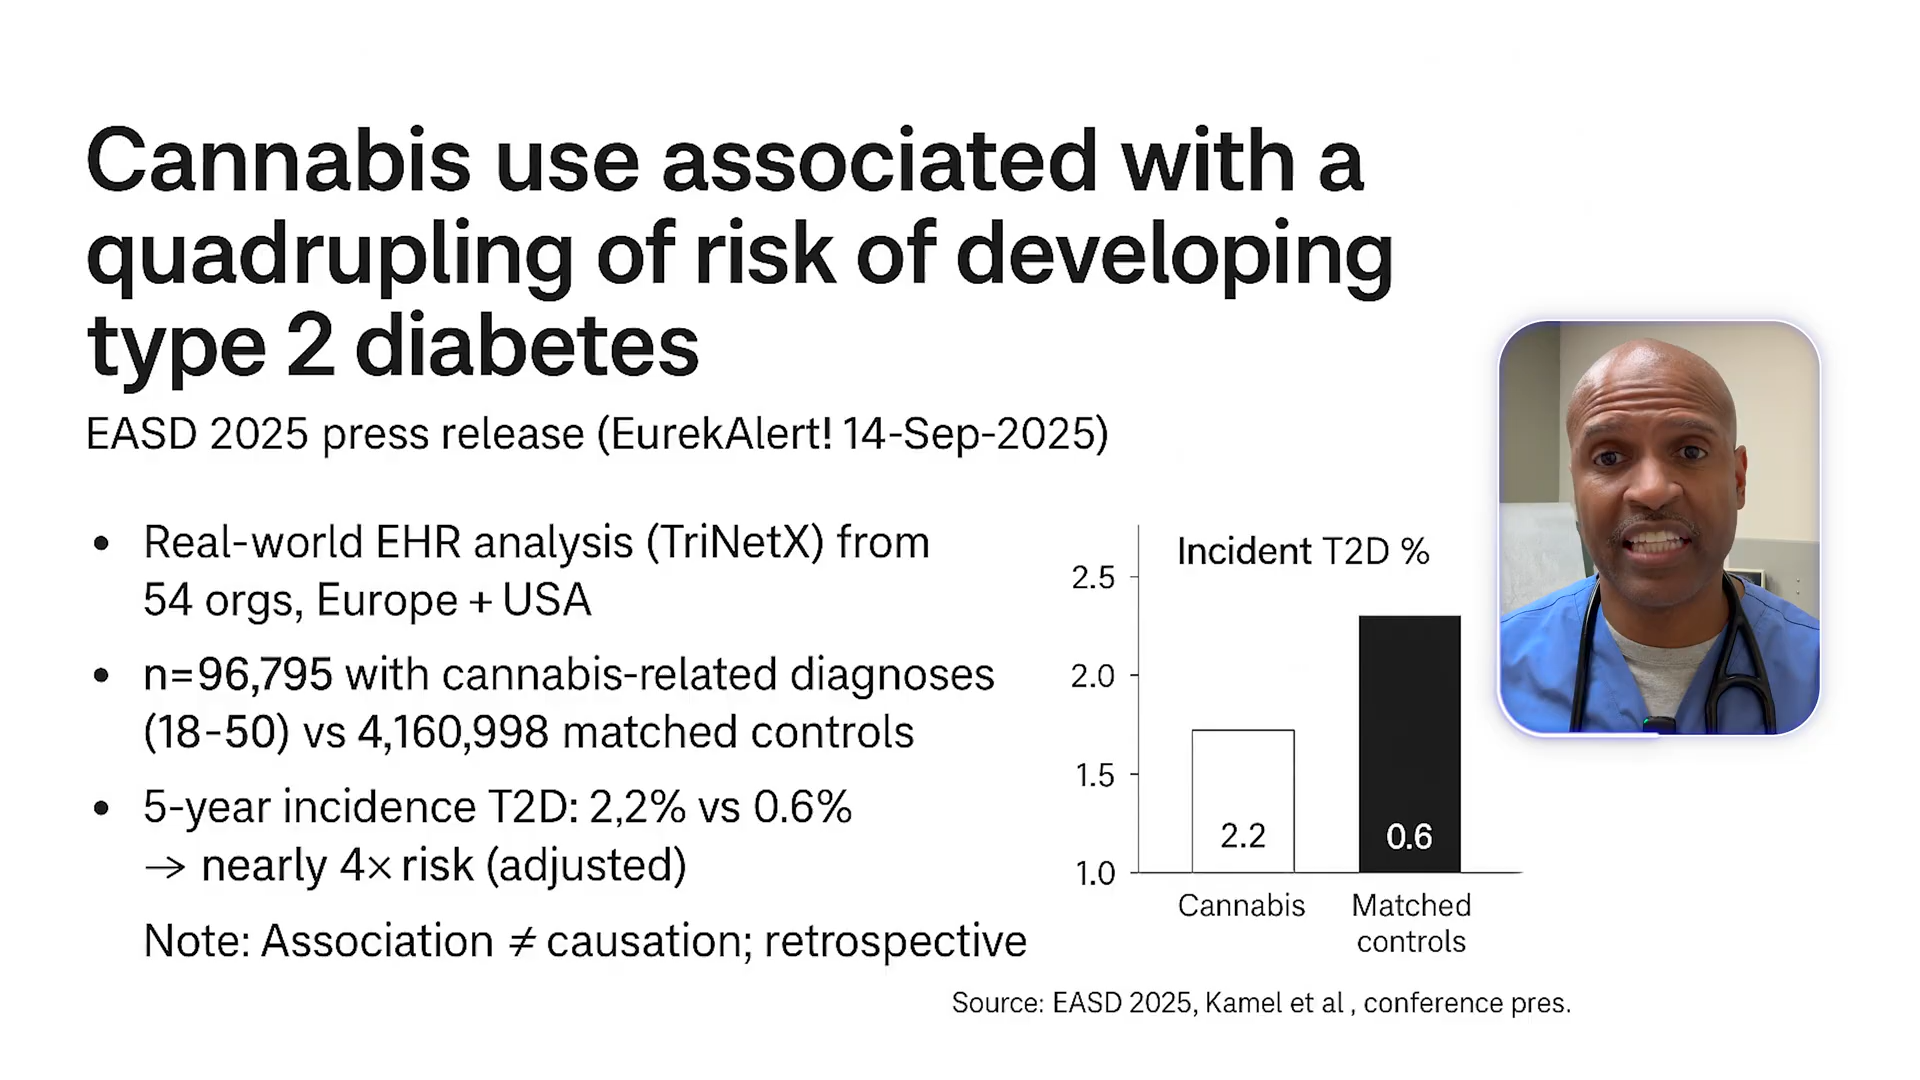 Cannabis use associated with a
quadrupling of risk of developing
type 2 diabetes
EASD 2025 press release (EurekAlert! 14-Sep-2025)
• Real-world EHR analysis (TriNetX) from
54 orgs, Europe + USA
• n=96,795 with cannabis-related diagnoses
(18-50) vs 4,160,998 matched controls
• 5-year incidence T2D: 2,2% vs 0.6%
→ nearly 4× risk (adjusted)
Note: Association ≠ causation; retrospective
Incident T2D %
2.5
2.0
1.5
1.0
2.2
0.6
Cannabis
Matched
controls
Source: EASD 2025, Kamel et al , conference pres.